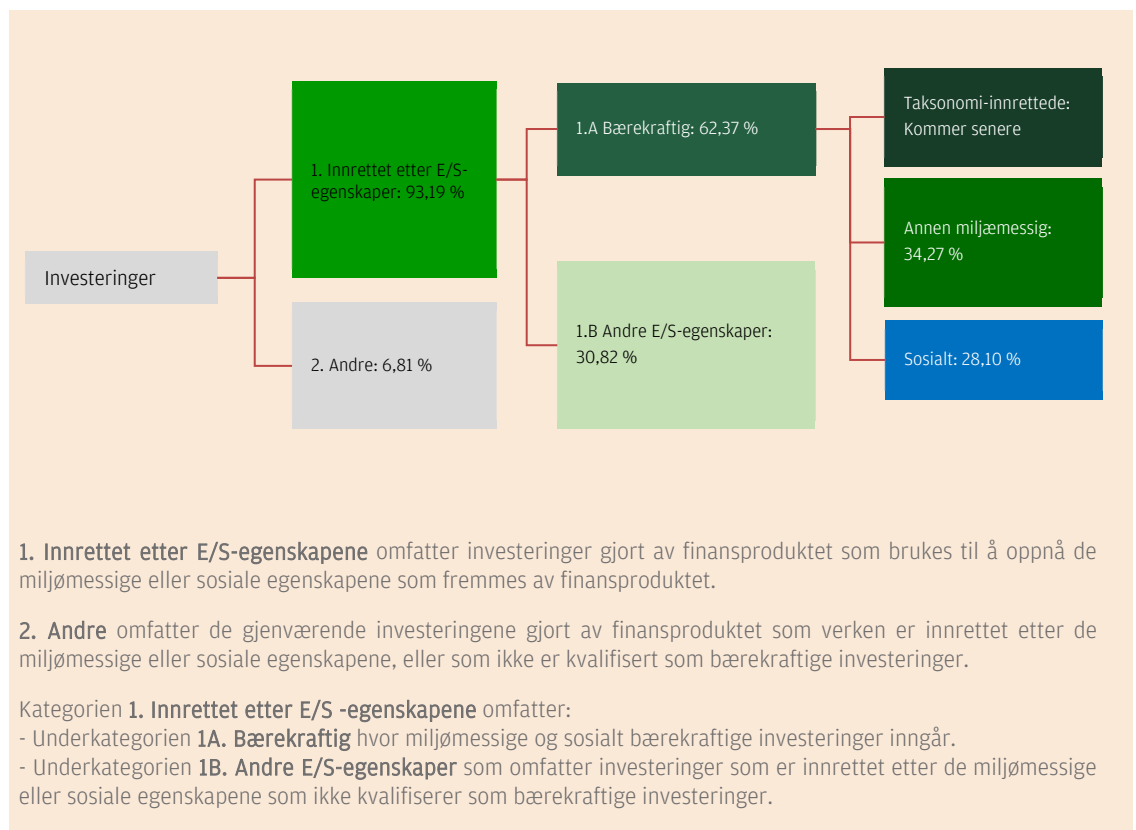 Investeringer
1. Innrettet etter E/S-
egenskaper: 93,19 %
2. Andre: 6,81 %
1.A Bærekraftig: 62,37 %
1.B Andre E/S-egenskaper:
30,82 %
Taksonomi-innrettede:
Kommer senere
Annen miljæmessig:
34,27 %
Sosialt: 28,10 %
1. Innrettet etter E/S-egenskapene omfatter investeringer gjort av finansproduktet som brukes til å oppnå de
miljømessige eller sosiale egenskapene som fremmes av finansproduktet.
2. Andre omfatter de gjenværende investeringene gjort av finansproduktet som verken er innrettet etter de
miljømessige eller sosiale egenskapene, eller som ikke er kvalifisert som bærekraftige investeringer.
Kategorien 1. Innrettet etter E/S -egenskapene omfatter:
- Underkategorien 1A. Bærekraftig hvor miljømessige og sosialt bærekraftige investeringer inngår.
- Underkategorien 1B. Andre E/S-egenskaper som omfatter investeringer som er innrettet etter de miljømessige
eller sosiale egenskapene som ikke kvalifiserer som bærekraftige investeringer.